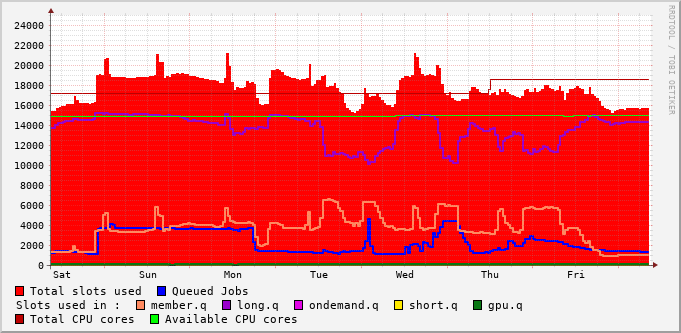 24000
22000
20000
18000
16000
14000
12000
10000
8000
6000
4000
2000
0
Sat Sun Mon Tue Wed Thu Fri
RRDTOOL / TOBI OETIKER
Total slots used Queued Jobs
Slots used in : member.q long.q ondemand.q short.q gpu.q
Total CPU cores Available CPU cores